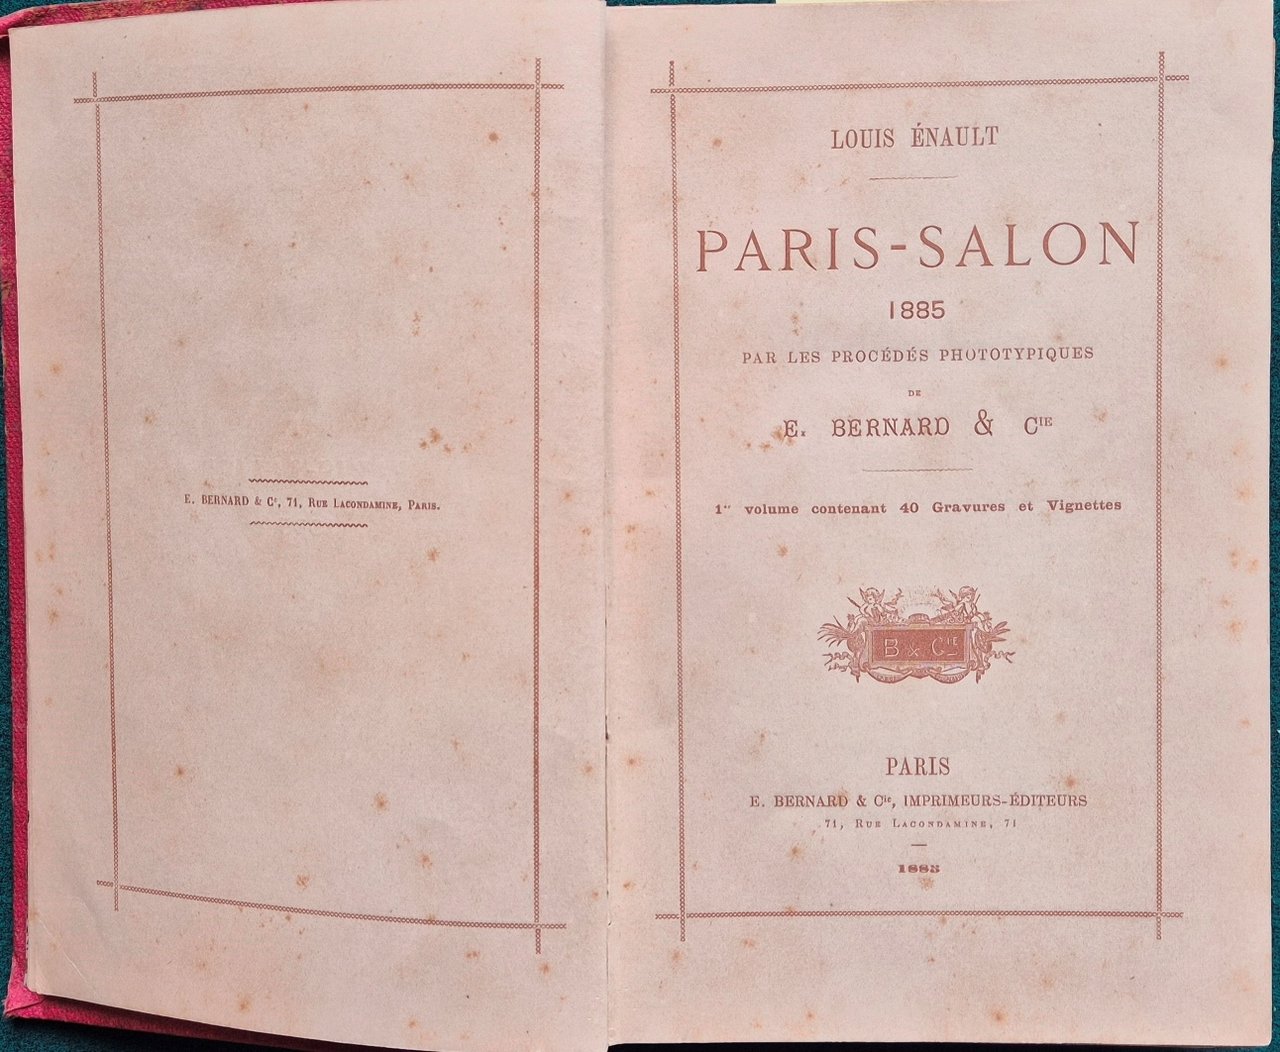 E. BERNARD & Cⁱᵉ, 71, RUE LACONDAMINE, PARIS.
LOUIS ÉNAULT
PARIS-SALON
1885
PAR LES PROCÉDÉS PHOTOTYPIQUES
DE
E. BERNARD & CIE
1er volume contenant 40 Gravures et Vignettes
B & CIE
PARIS
E. BERNARD & Cie, IMPRIMEURS-ÉDITEURS
71, RUE LACONDAMINE, 71
1885